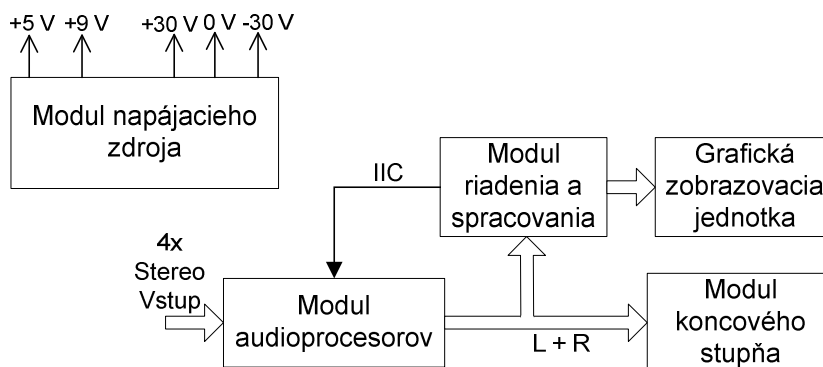 +5 V +9 V +30 V 0 V -30 V
Modul napájacieho
zdroja
Modul
riadenia a
spracovania
Grafická
zobrazovacia
jednotka
IIC
4x
Stereo
Vstup
Modul
audioprocesorov
L + R
Modul
koncového
stupňa